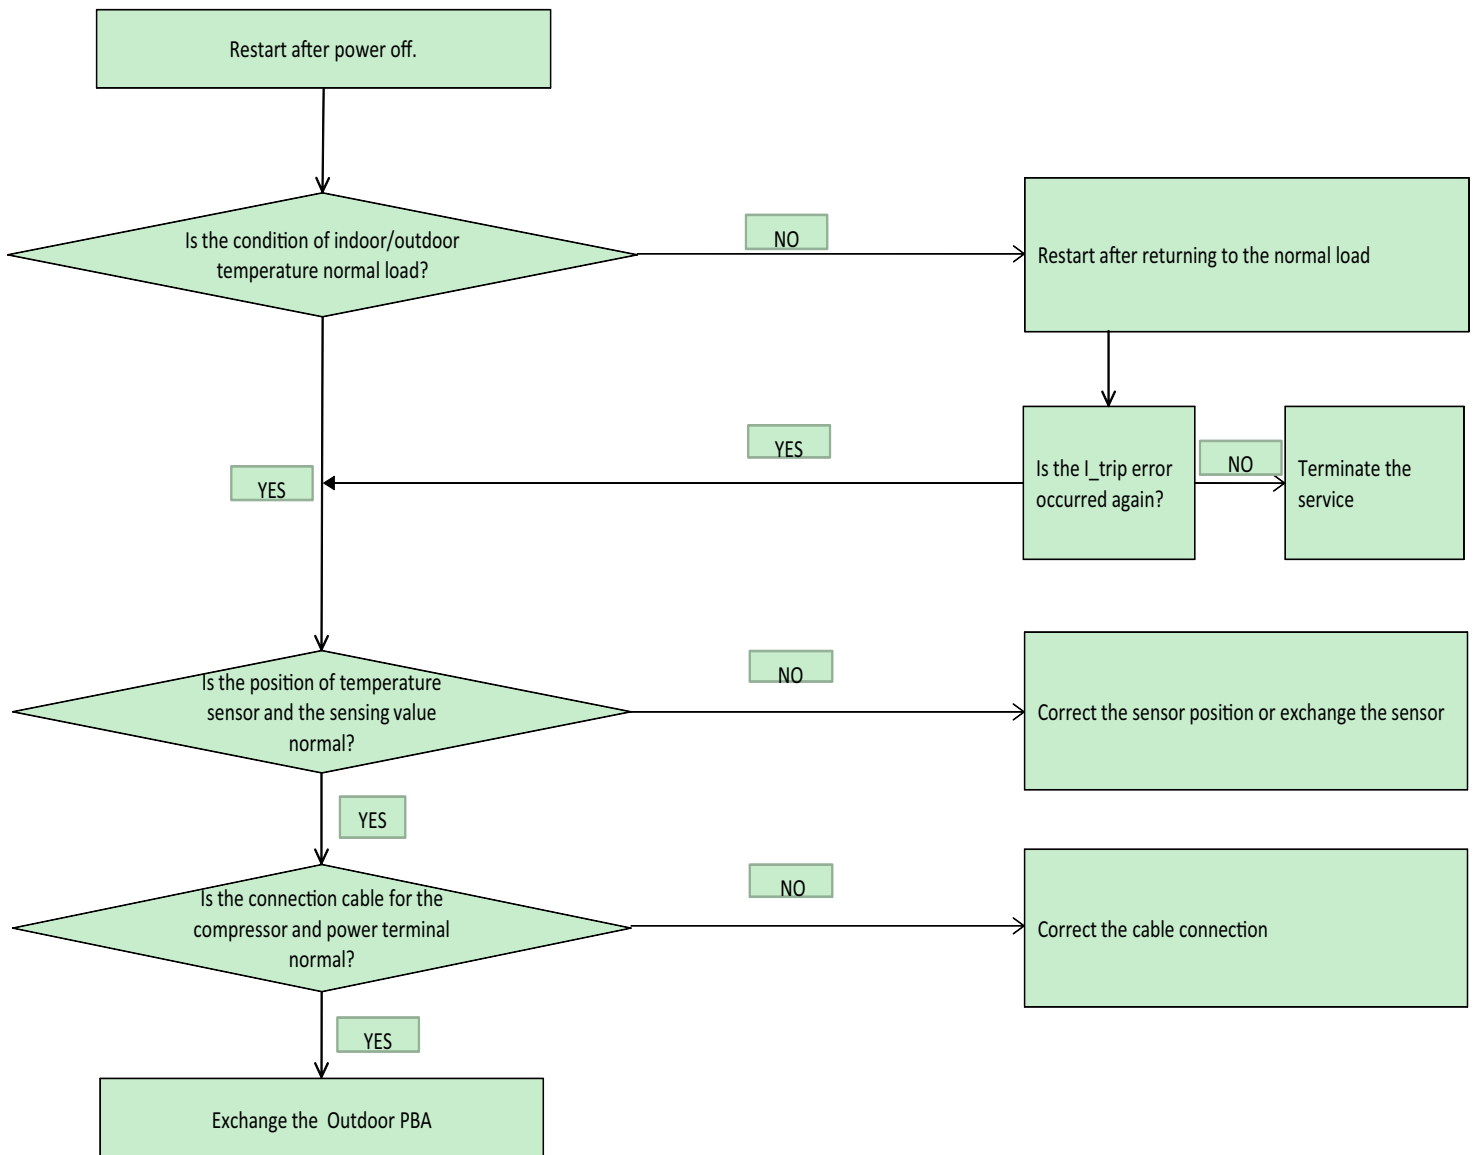 Restart after power off.
Is the condition of indoor/outdoor
temperature normal load?
NO
Restart after returning to the normal load
YES
YES
Is the I_trip error
occurred again?
NO
Terminate the
service
Is the position of temperature
sensor and the sensing value
normal?
NO
Correct the sensor position or exchange the sensor
YES
Is the connection cable for the
compressor and power terminal
normal?
NO
Correct the cable connection
YES
Exchange the  Outdoor PBA